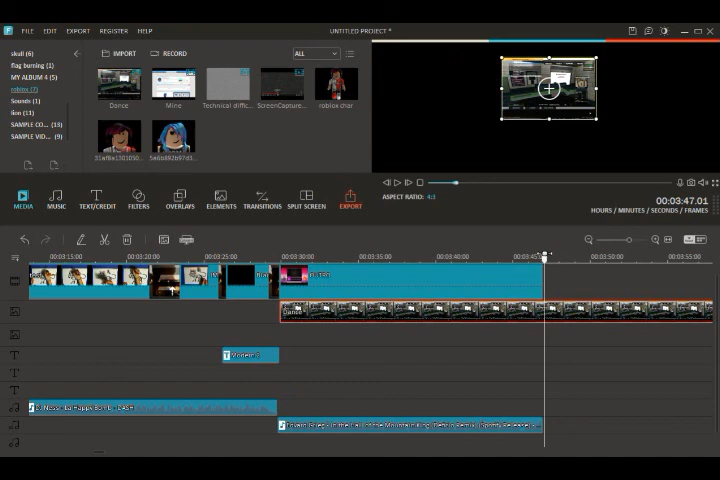 FILE EDIT EXPORT REGISTER HELP UNTITLED PROJECT *
skull (6)
flag burning (1)
MY ALBUM 4 (5)
roblox (7)
Sounds (1)
lion (11)
SAMPLE CO... (13)
SAMPLE VID... (9)
IMPORT RECORD ALL
Dance Mine Technical diffic... ScreenCapture... roblox char
31af8a1501050... 5a6b892b97d3...
MEDIA MUSIC TEXT/CREDIT FILTERS OVERLAYS ELEMENTS TRANSITIONS SPLIT SCREEN EXPORT
ASPECT RATIO: 4:3
00:03:47.01
HOURS / MINUTES / SECONDS / FRAMES
00:03:15:00 00:03:20:00 00:03:25:00 00:03:30:00 00:03:35:00 00:03:40:00 00:03:45:00 00:03:50:00 00:03:55:00
Dance
T Modern C...